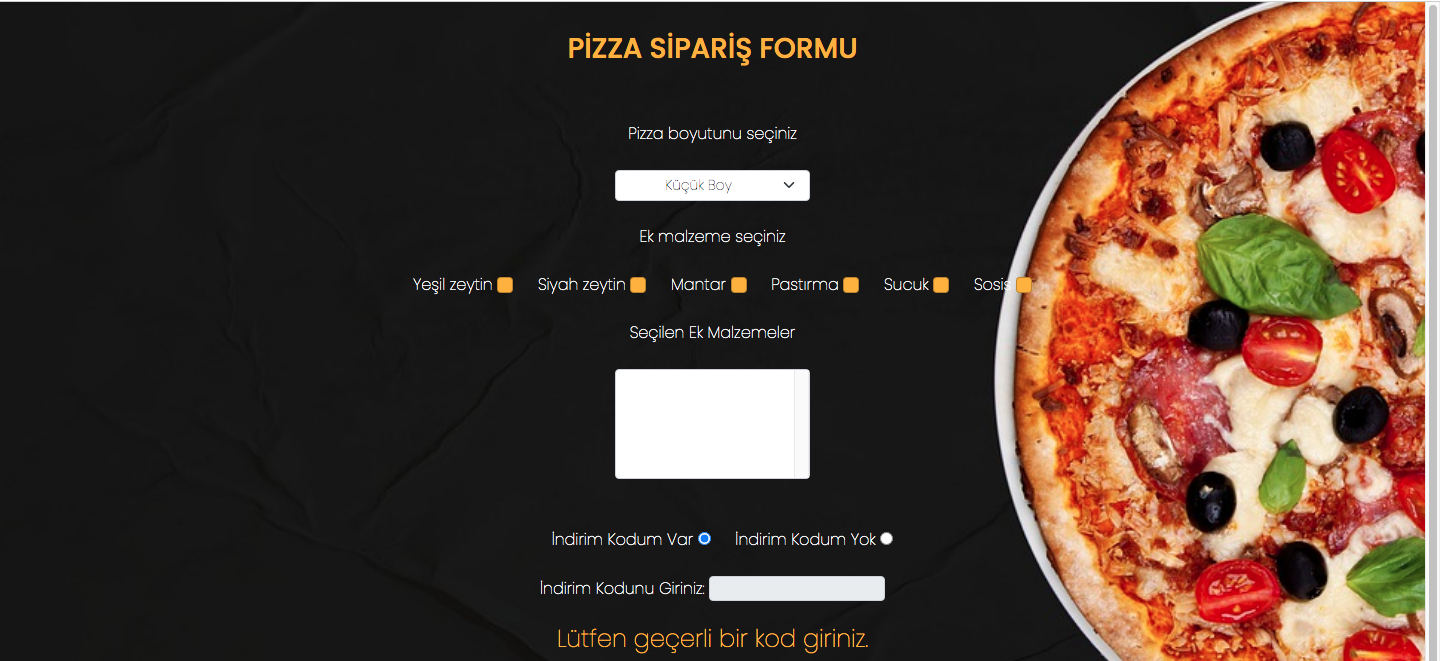 PİZZA SİPARİŞ FORMU
Pizza boyutunu seçiniz
Küçük Boy
Ek malzeme seçiniz
Yeşil zeytin Siyah zeytin Mantar Pastırma Sucuk Sosis
Seçilen Ek Malzemeler
İndirim Kodum Var İndirim Kodum Yok
İndirim Kodunu Giriniz:
Lütfen geçerli bir kod giriniz.